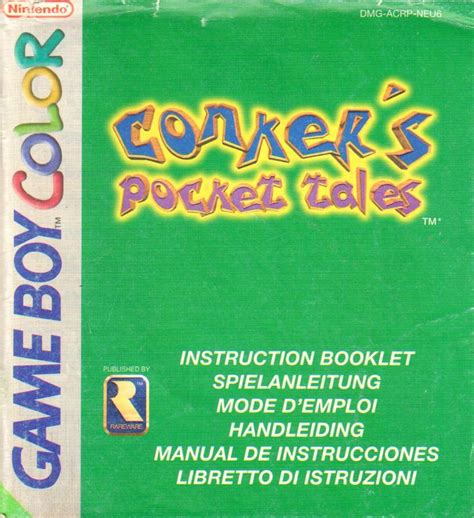 Nintendo
DMG-ACRP-NEU6
GAME BOY COLOR
TM
Conker's
Pocket Tales
TM
PUBLISHED BY
R
TM
RAREWARE
INSTRUCTION BOOKLET
SPIELANLEITUNG
MODE D'EMPLOI
HANDLEIDING
MANUAL DE INSTRUCCIONES
LIBRETTO DI ISTRUZIONI